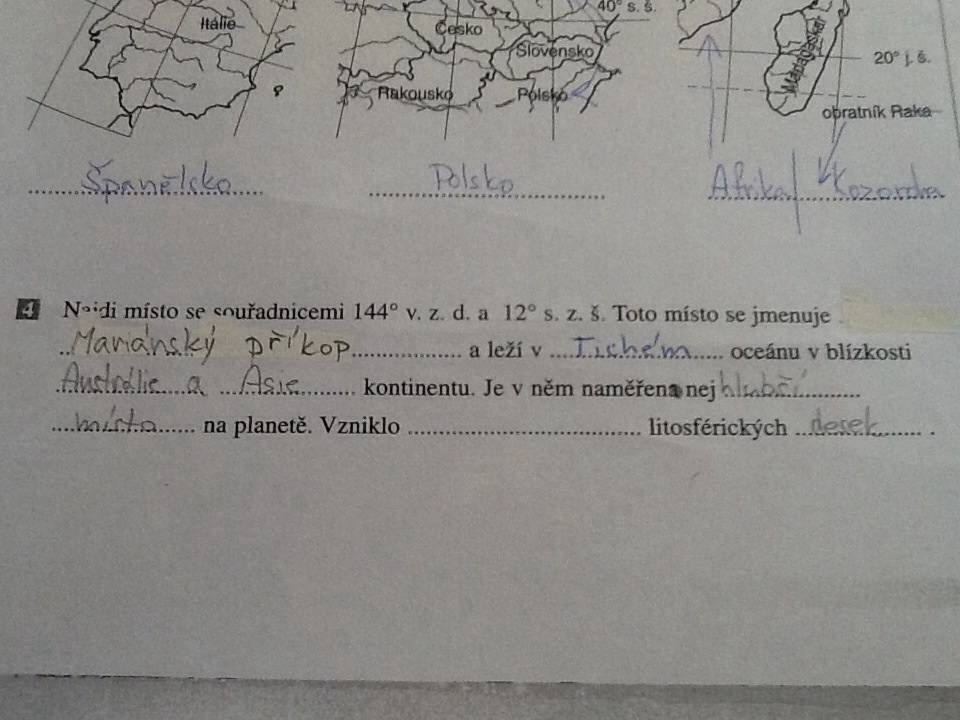 40° s. š.
Itálie
Česko
Slovensko
Madagaskar
20° j. š.
Rakousko
Polsko
obratník Raka
Španělsko
Polsko
Afrika / Kozoroha
4 Najdi místo se souřadnicemi 144° v. z. d. a 12° s. z. š. Toto místo se jmenuje
Mariánský příkop a leží v Tichém oceánu v blízkosti
Austrálie a Asie kontinentu. Je v něm naměřena nej hlubší
místo na planetě. Vzniklo litosférických desek .